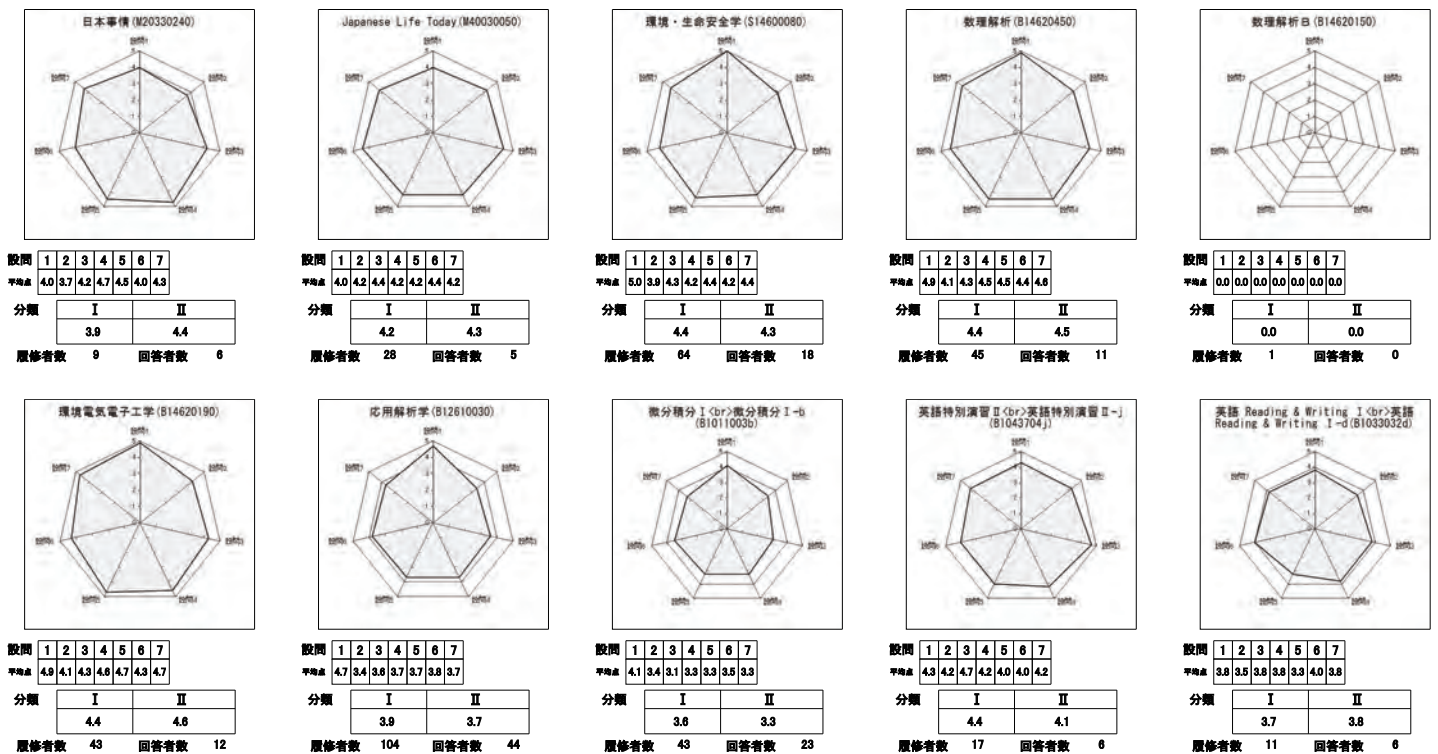 日本事情(M20330240)
設問 1 2 3 4 5 6 7
平均点 4.0 3.7 4.2 4.7 4.5 4.0 4.3
分類 Ⅰ Ⅱ
3.9 4.4
履修者数 9 回答者数 6
Japanese Life Today(M40030050)
設問 1 2 3 4 5 6 7
平均点 4.0 4.2 4.4 4.2 4.2 4.4 4.2
分類 Ⅰ Ⅱ
4.2 4.3
履修者数 28 回答者数 5
環境・生命安全学(S14600080)
設問 1 2 3 4 5 6 7
平均点 5.0 3.9 4.3 4.2 4.4 4.2 4.4
分類 Ⅰ Ⅱ
4.4 4.3
履修者数 64 回答者数 18
数理解析(B14620450)
設問 1 2 3 4 5 6 7
平均点 4.9 4.1 4.3 4.5 4.5 4.4 4.6
分類 Ⅰ Ⅱ
4.4 4.5
履修者数 45 回答者数 11
数理解析B(B14620150)
設問 1 2 3 4 5 6 7
平均点 0.0 0.0 0.0 0.0 0.0 0.0 0.0
分類 Ⅰ Ⅱ
0.0 0.0
履修者数 1 回答者数 0
環境電気電子工学(B14620190)
設問 1 2 3 4 5 6 7
平均点 4.9 4.1 4.3 4.6 4.7 4.3 4.7
分類 Ⅰ Ⅱ
4.4 4.6
履修者数 43 回答者数 12
応用解析学(B12610030)
設問 1 2 3 4 5 6 7
平均点 4.7 3.4 3.6 3.7 3.7 3.8 3.7
分類 Ⅰ Ⅱ
3.9 3.7
履修者数 104 回答者数 44
微分積分Ⅰ<br>微分積分Ⅰ-b
(B1011003b)
設問 1 2 3 4 5 6 7
平均点 4.1 3.4 3.1 3.3 3.3 3.5 3.3
分類 Ⅰ Ⅱ
3.6 3.3
履修者数 43 回答者数 23
英語特別演習Ⅱ<br>英語特別演習Ⅱ-j
(B1043704j)
設問 1 2 3 4 5 6 7
平均点 4.3 4.2 4.7 4.2 4.0 4.0 4.2
分類 Ⅰ Ⅱ
4.4 4.1
履修者数 17 回答者数 6
英語 Reading & Writing Ⅰ<br>英語
Reading & Writing Ⅰ-d(B1033032d)
設問 1 2 3 4 5 6 7
平均点 3.8 3.5 3.8 3.8 3.3 4.0 3.8
分類 Ⅰ Ⅱ
3.7 3.8
履修者数 11 回答者数 6